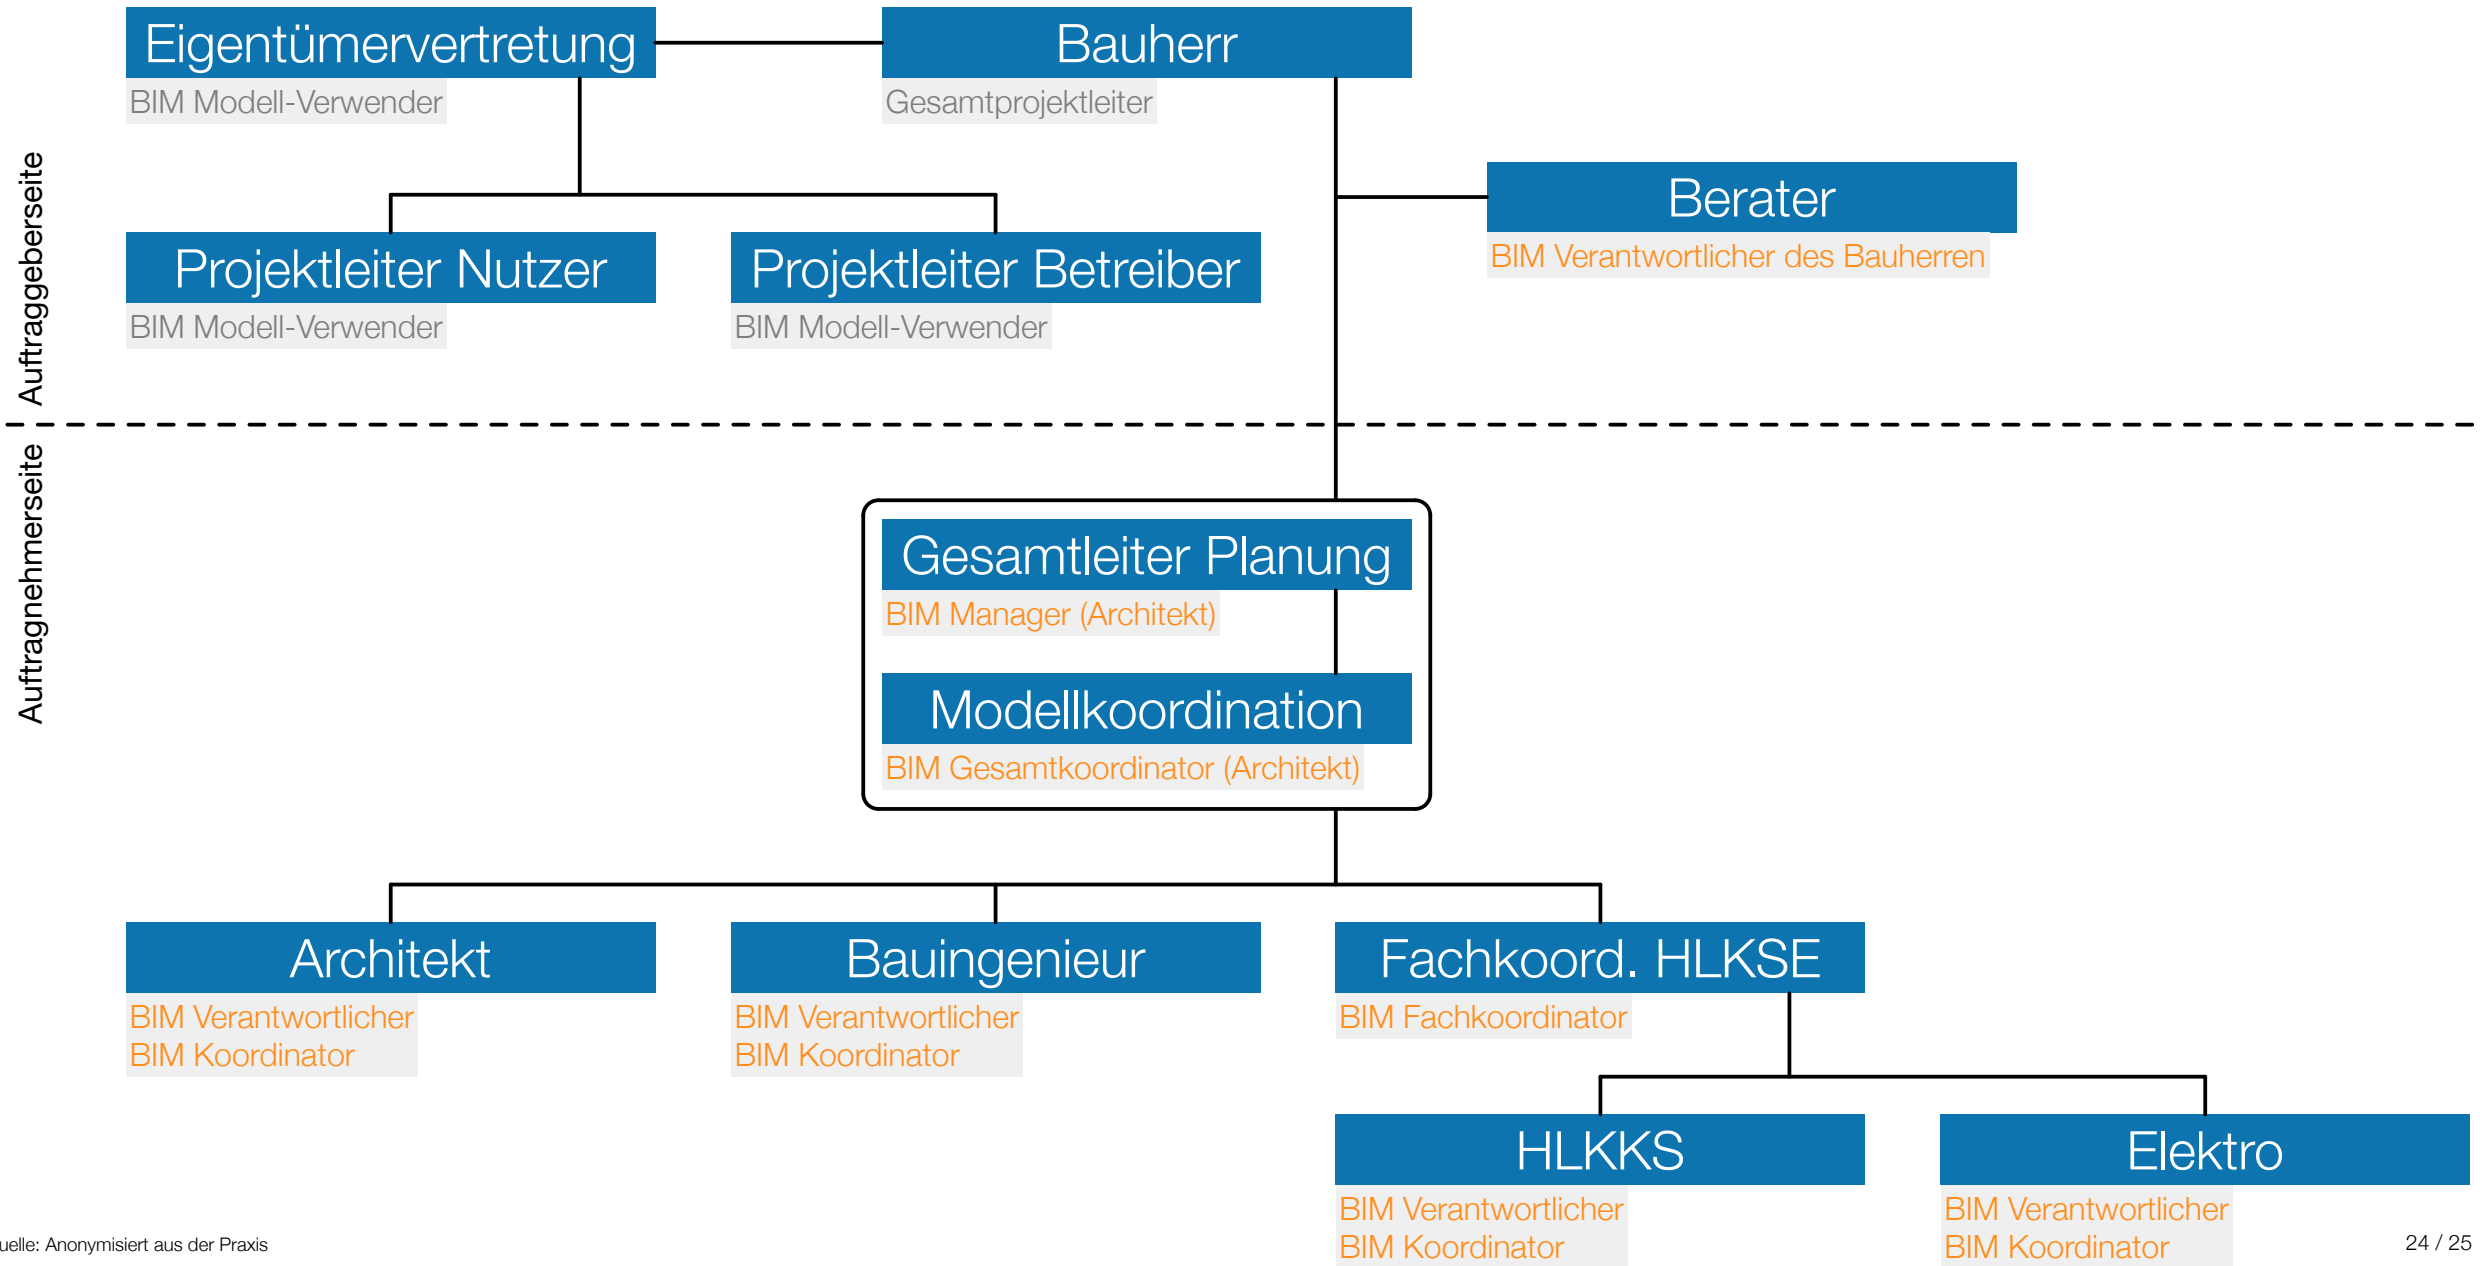 Eigentümervertretung
BIM Modell-Verwender
Bauherr
Gesamtprojektleiter
Auftraggeberseite
Berater
BIM Verantwortlicher des Bauherren
Projektleiter Nutzer
BIM Modell-Verwender
Projektleiter Betreiber
BIM Modell-Verwender
Auftragnehmerseite
Gesamtleiter Planung
BIM Manager (Architekt)
Modellkoordination
BIM Gesamtkoordinator (Architekt)
Architekt
BIM Verantwortlicher
BIM Koordinator
Bauingenieur
BIM Verantwortlicher
BIM Koordinator
Fachkoord. HLKSE
BIM Fachkoordinator
HLKKS
BIM Verantwortlicher
BIM Koordinator
Elektro
BIM Verantwortlicher
BIM Koordinator
uelle: Anonymisiert aus der Praxis
24 / 25